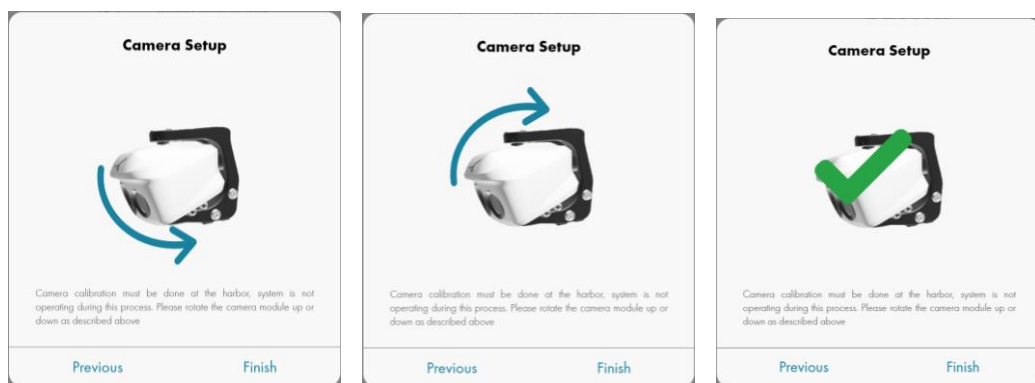 Camera Setup
Camera calibration must be done at the harbor, system is not
operating during this process. Please rotate the camera module up or
down as described above
Previous Finish
Camera Setup
Camera calibration must be done at the harbor, system is not
operating during this process. Please rotate the camera module up or
down as described above
Previous Finish
Camera Setup
Camera calibration must be done at the harbor, system is not
operating during this process. Please rotate the camera module up or
down as described above
Previous Finish